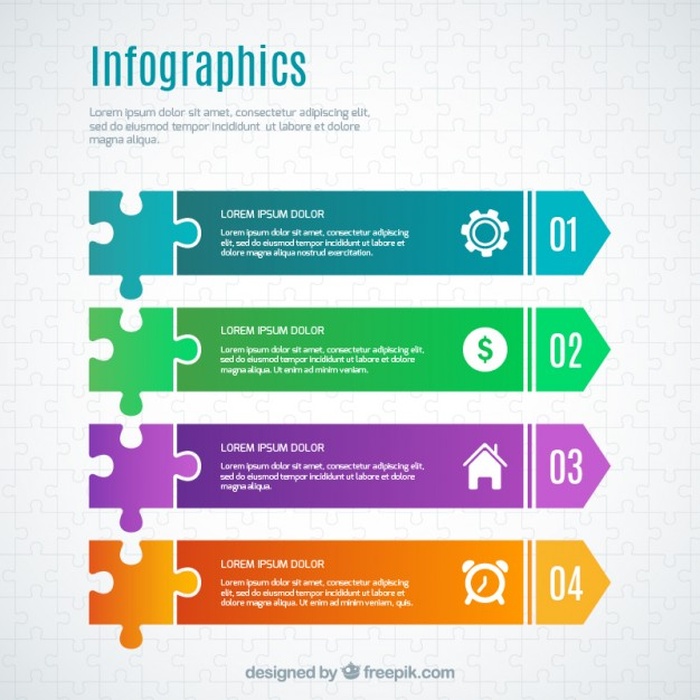 Infographics
Lorem ipsum dolor sit amet, consectetur adipiscing elit,
sed do eiusmod tempor incididunt  ut labore et dolore
magna aliqua.
LOREM IPSUM DOLOR
Lorem ipsum dolor sit amet, consectetur adipiscing
elit, sed do eiusmod tempor incididunt ut labore et
dolore magna aliqua nostrud exercitation.
01
LOREM IPSUM DOLOR
Lorem ipsum dolor sit amet, consectetur adipiscing elit,
sed do eiusmod tempor incididunt ut labore et dolore
magna aliqua. Ut enim ad minim veniam.
$
02
LOREM IPSUM DOLOR
Lorem ipsum dolor sit amet, consectetur adipiscing elit,
sed do eiusmod tempor incididunt ut labore et dolore
magna aliqua.
03
LOREM IPSUM DOLOR
Lorem ipsum dolor sit amet, consectetur adipiscing
elit, sed do eiusmod tempor incididunt ut labore et
dolore magna aliqua. Ut enim ad minim veniam, quis.
04
designed by freepik.com